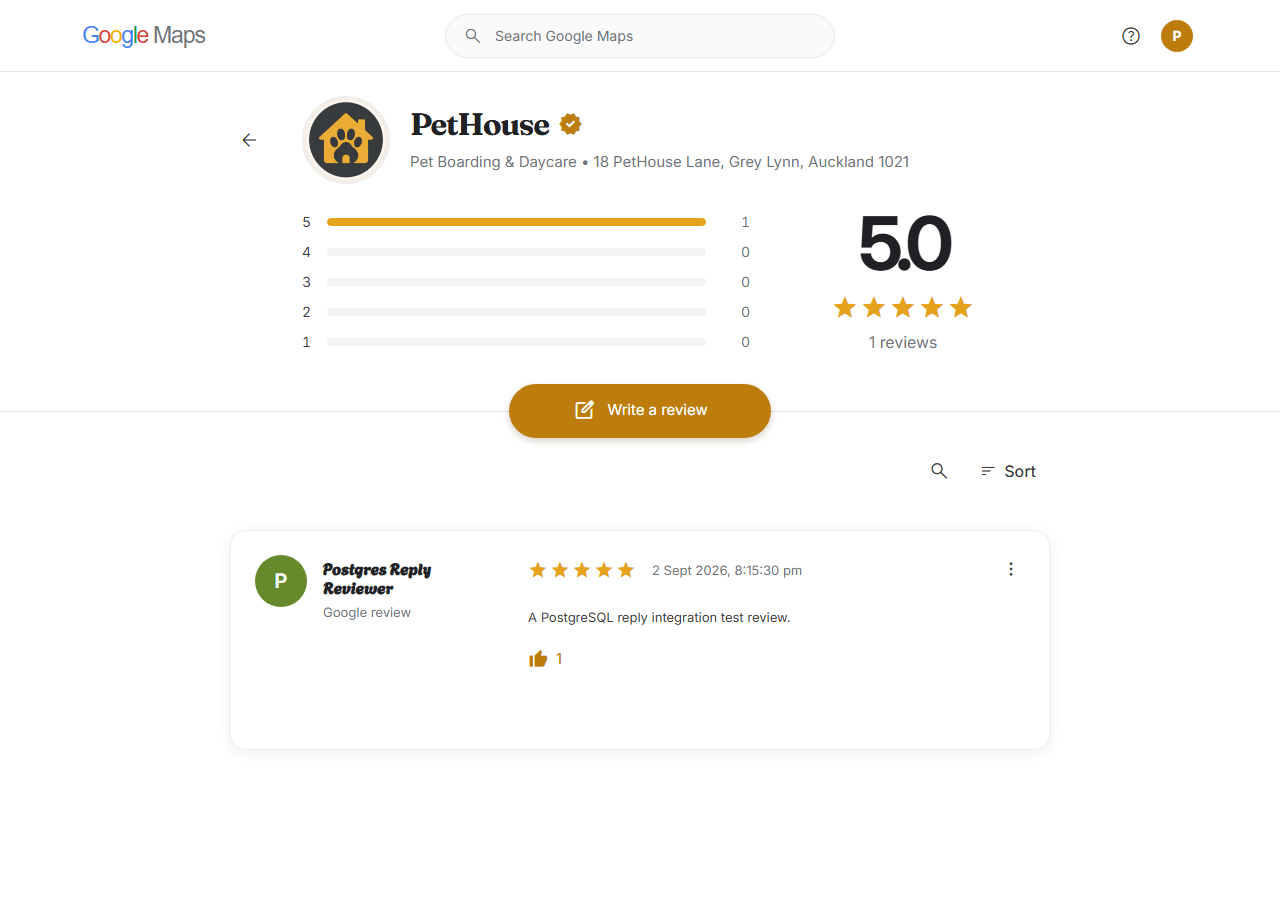 Google Maps
Search Google Maps
P
PetHouse
Pet Boarding & Daycare • 18 PetHouse Lane, Grey Lynn, Auckland 1021
5 1
4 0
3 0
2 0
1 0
5.0
1 reviews
Write a review
Sort
P
Postgres Reply
Reviewer
Google review
2 Sept 2026, 8:15:30 pm
A PostgreSQL reply integration test review.
1